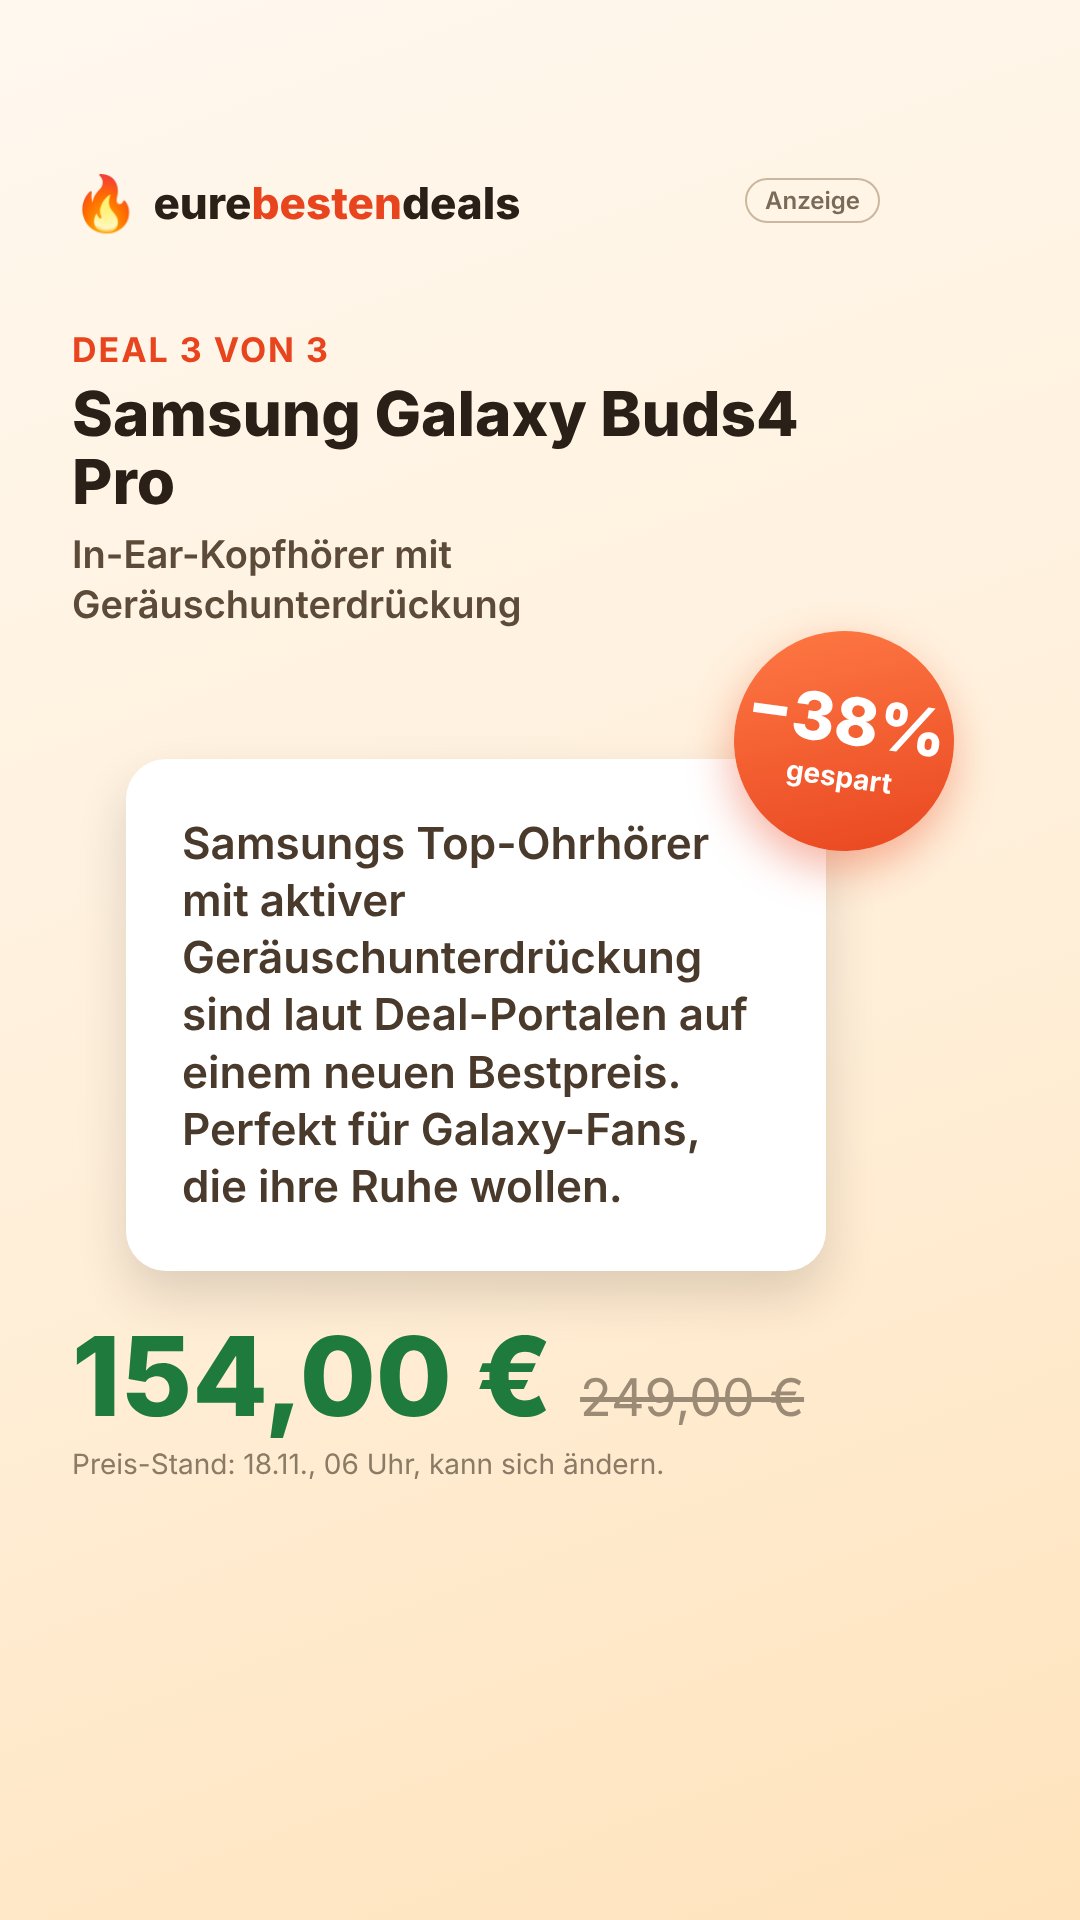 eurebestendeals
Anzeige
DEAL 3 VON 3
Samsung Galaxy Buds4
Pro
In-Ear-Kopfhörer mit
Geräuschunterdrückung
−38%
gespart
Samsungs Top-Ohrhörer
mit aktiver
Geräuschunterdrückung
sind laut Deal-Portalen auf
einem neuen Bestpreis.
Perfekt für Galaxy-Fans,
die ihre Ruhe wollen.
154,00 € 249,00 €
Preis-Stand: 18.11., 06 Uhr, kann sich ändern.